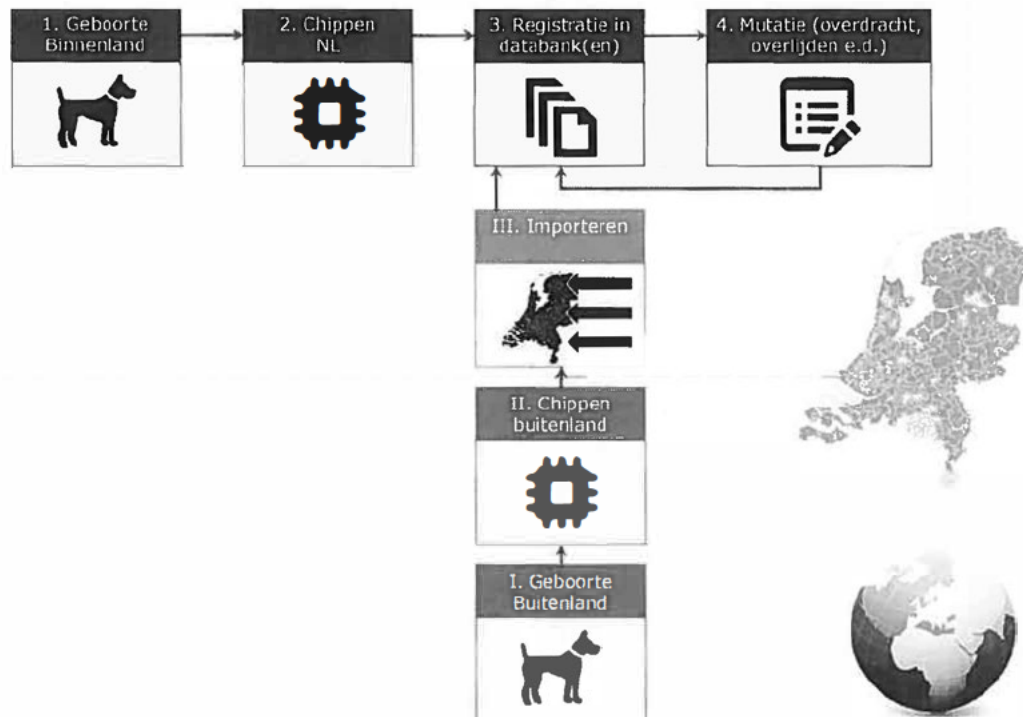 1. Geboorte
Binnenland
2. Chippen
NL
3. Registratie in
databank(en)
4. Mutatie (overdracht,
overlijden e.d.)
III. Importeren
II. Chippen
buitenland
I. Geboorte
Buitenland